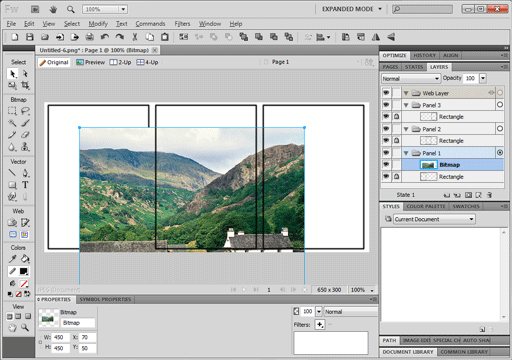 Fw
100%
EXPANDED MODE
File Edit View Select Modify Text Commands Filters Window Help
Untitled-6.png* : Page 1 @ 100% (Bitmap)
Original Preview 2-Up 4-Up Page 1
Select
Bitmap
Vector
Web
Colors
View
1 650 x 300 100%
PROPERTIES SYMBOL PROPERTIES
Bitmap
Bitmap
W: 450 X: 70
H: 450 Y: 50
100 Normal
Filters:
OPTIMIZE HISTORY ALIGN
PAGES STATES LAYERS
Normal Opacity 100
Web Layer
Panel 3
Rectangle
Panel 2
Rectangle
Panel 1
Bitmap
Rectangle
State 1
STYLES COLOR PALETTE SWATCHES
Current Document
PATH IMAGE EDIT SPECIAL CH AUTO SHA
DOCUMENT LIBRARY COMMON LIBRARY